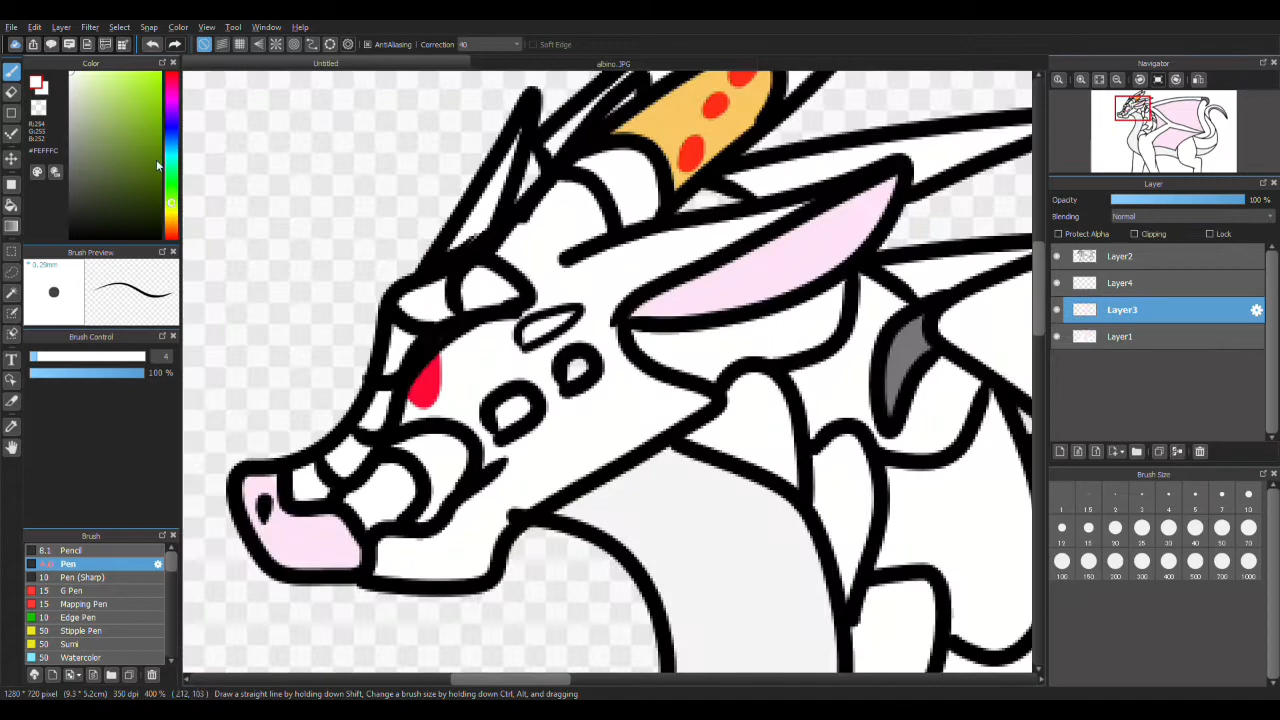 File Edit Layer Filter Select Snap Color View Tool Window Help
AntiAliasing Correction 40 Soft Edge
Color
Untitled
albino.JPG
Navigator
R:254
G:255
B:252
#FEFFFC
Layer
Opacity 100 %
Blending Normal
Protect Alpha Clipping Lock
Layer2
Layer4
Layer3
Layer1
Brush Preview
* 0.29mm
Brush Control
4
100 %
Brush Size
1 1.5 2 3 4 5 7 10
12 15 20 25 30 40 50 70
100 150 200 300 400 500 700 1000
Brush
8.1 Pencil
Pen
10 Pen (Sharp)
15 G Pen
15 Mapping Pen
10 Edge Pen
50 Stipple Pen
50 Sumi
50 Watercolor
1280 * 720 pixel (9.3 * 5.2cm) 350 dpi 400 % ( 212, 103 ) Draw a straight line by holding down Shift, Change a brush size by holding down Ctrl, Alt, and dragging